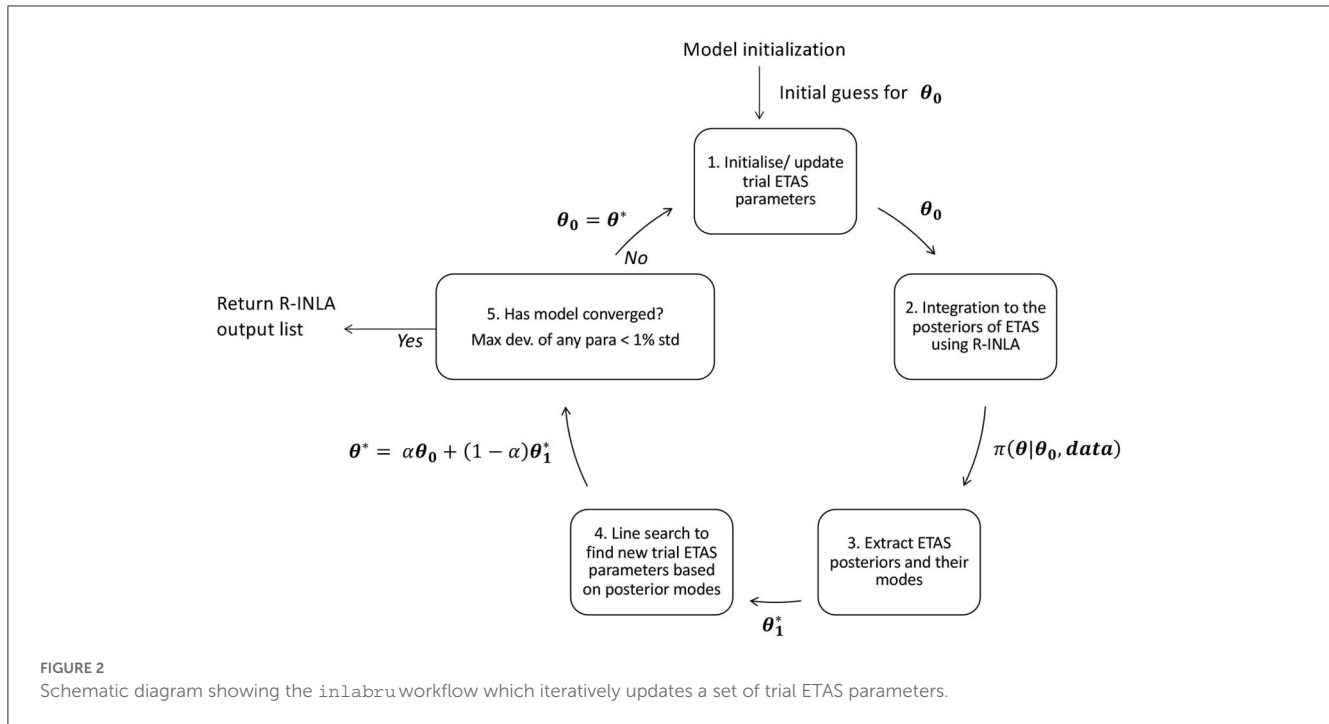 Model initialization
Initial guess for θ₀
1. Initialise/ update
trial ETAS
parameters
θ₀
2. Integration to the
posteriors of ETAS
using R-INLA
π(θ|θ₀, data)
3. Extract ETAS
posteriors and their
modes
θ₁*
4. Line search to
find new trial ETAS
parameters based
on posterior modes
θ* = αθ₀ + (1 − α)θ₁*
5. Has model converged?
Max dev. of any para < 1% std
No
θ₀ = θ*
Yes
Return R-INLA
output list
FIGURE 2
Schematic diagram showing the inlabru workflow which iteratively updates a set of trial ETAS parameters.